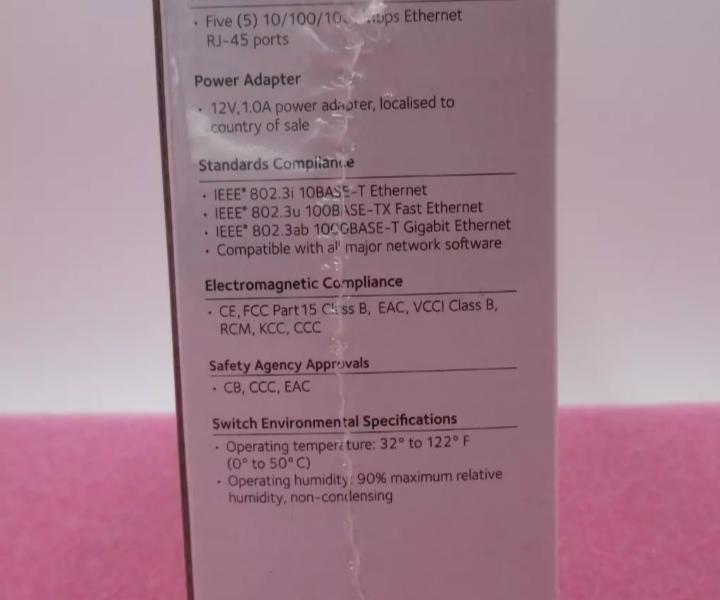 • Five (5) 10/100/1000 Mbps Ethernet
RJ-45 ports
Power Adapter
• 12V, 1.0A power adapter, localised to
country of sale
Standards Compliance
• IEEE® 802.3i 10BASE-T Ethernet
• IEEE® 802.3u 100BASE-TX Fast Ethernet
• IEEE® 802.3ab 1000BASE-T Gigabit Ethernet
• Compatible with all major network software
Electromagnetic Compliance
• CE, FCC Part 15 Class B, EAC, VCCI Class B,
RCM, KCC, CCC
Safety Agency Approvals
• CB, CCC, EAC
Switch Environmental Specifications
• Operating temperature: 32° to 122° F
(0° to 50° C)
• Operating humidity: 90% maximum relative
humidity, non-condensing